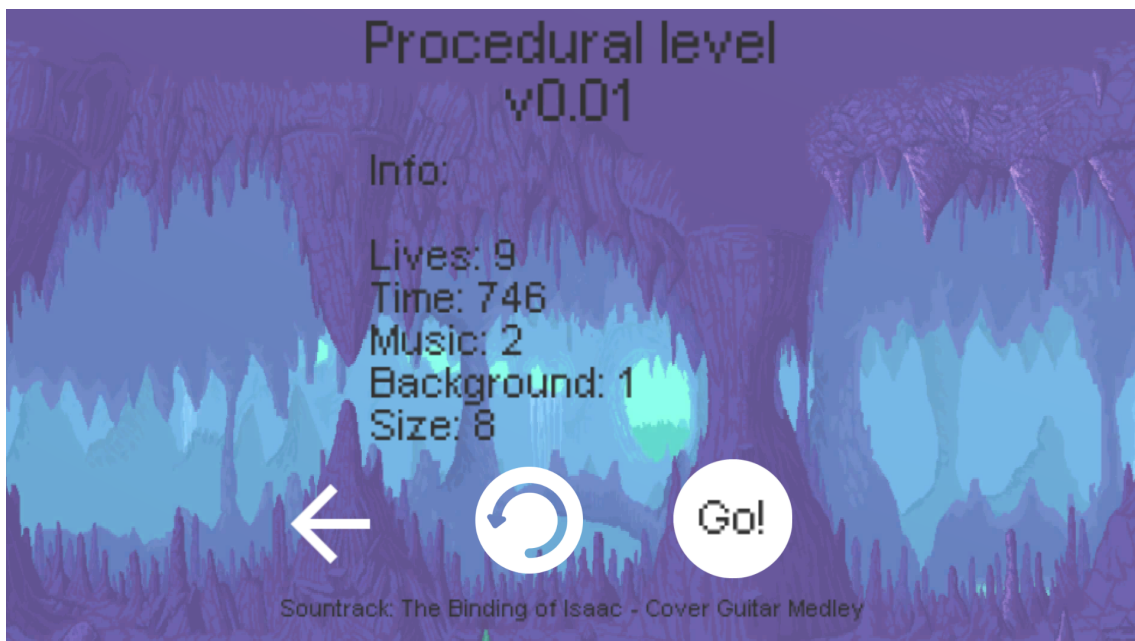 Procedural level
v0.01
Info:
Lives: 9
Time: 746
Music: 2
Background: 1
Size: 8
Go!
Sountrack: The Binding of Isaac - Cover Guitar Medley